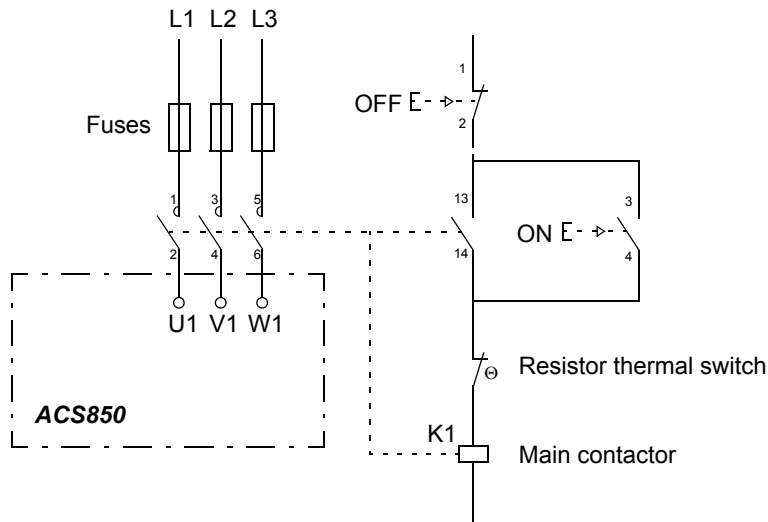 L1 L2 L3
1
OFF
2
Fuses
1 3 5
13
3
ON
2 4 6
14
4
U1 V1 W1
Θ
Resistor thermal switch
ACS850
K1
Main contactor